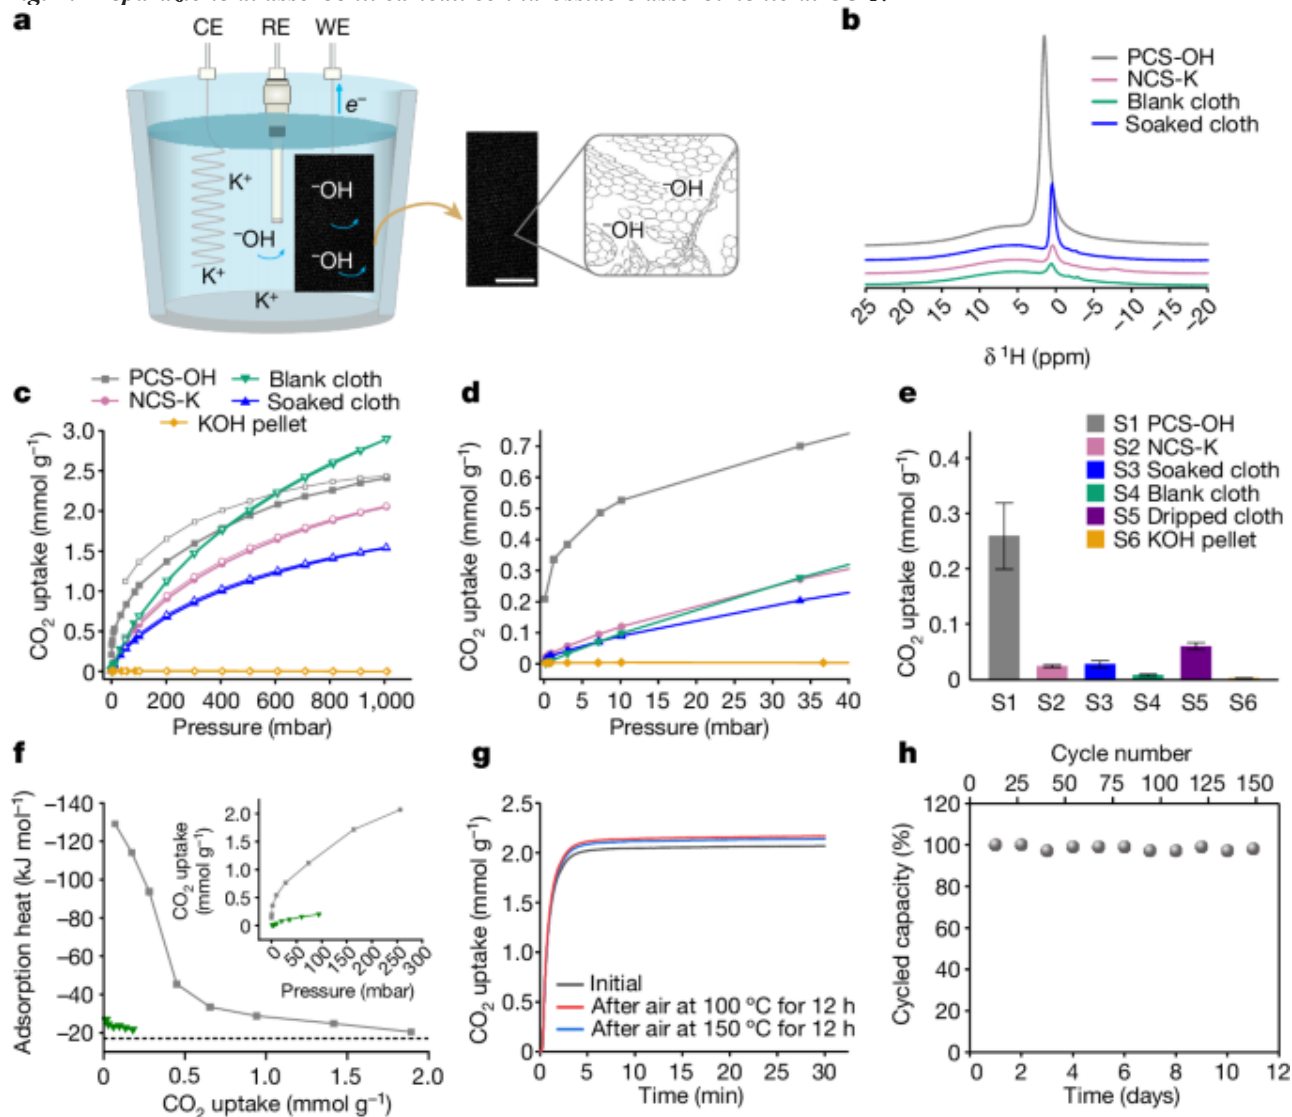 a
CE RE WE
e⁻
K⁺
⁻OH
⁻OH
K⁺
⁻OH
K⁺
⁻OH
⁻OH
b
PCS-OH
NCS-K
Blank cloth
Soaked cloth
25 20 15 10 5 0 −5 −10 −15 −20
δ ¹H (ppm)
c
PCS-OH Blank cloth
NCS-K Soaked cloth
KOH pellet
CO₂ uptake (mmol g⁻¹)
3.0
2.5
2.0
1.5
1.0
0.5
0
0 200 400 600 800 1,000
Pressure (mbar)
d
CO₂ uptake (mmol g⁻¹)
0.7
0.6
0.5
0.4
0.3
0.2
0.1
0
0 5 10 15 20 25 30 35 40
Pressure (mbar)
e
S1 PCS-OH
S2 NCS-K
S3 Soaked cloth
S4 Blank cloth
S5 Dripped cloth
S6 KOH pellet
CO₂ uptake (mmol g⁻¹)
0.4
0.3
0.2
0.1
0
S1 S2 S3 S4 S5 S6
f
Adsorption heat (kJ mol⁻¹)
−140
−120
−100
−80
−60
−40
−20
0 0.5 1.0 1.5 2.0
CO₂ uptake (mmol g⁻¹)
CO₂ uptake
(mmol g⁻¹)
2.0
1.5
1.0
0.5
0
0 50 100 150 200 250 300
Pressure (mbar)
g
CO₂ uptake (mmol g⁻¹)
2.5
2.0
1.5
1.0
0.5
0
Initial
After air at 100 ºC for 12 h
After air at 150 ºC for 12 h
0 5 10 15 20 25 30
Time (min)
h
Cycle number
0 25 50 75 100 125 150
Cycled capacity (%)
120
100
80
60
40
20
0
0 2 4 6 8 10 12
Time (days)